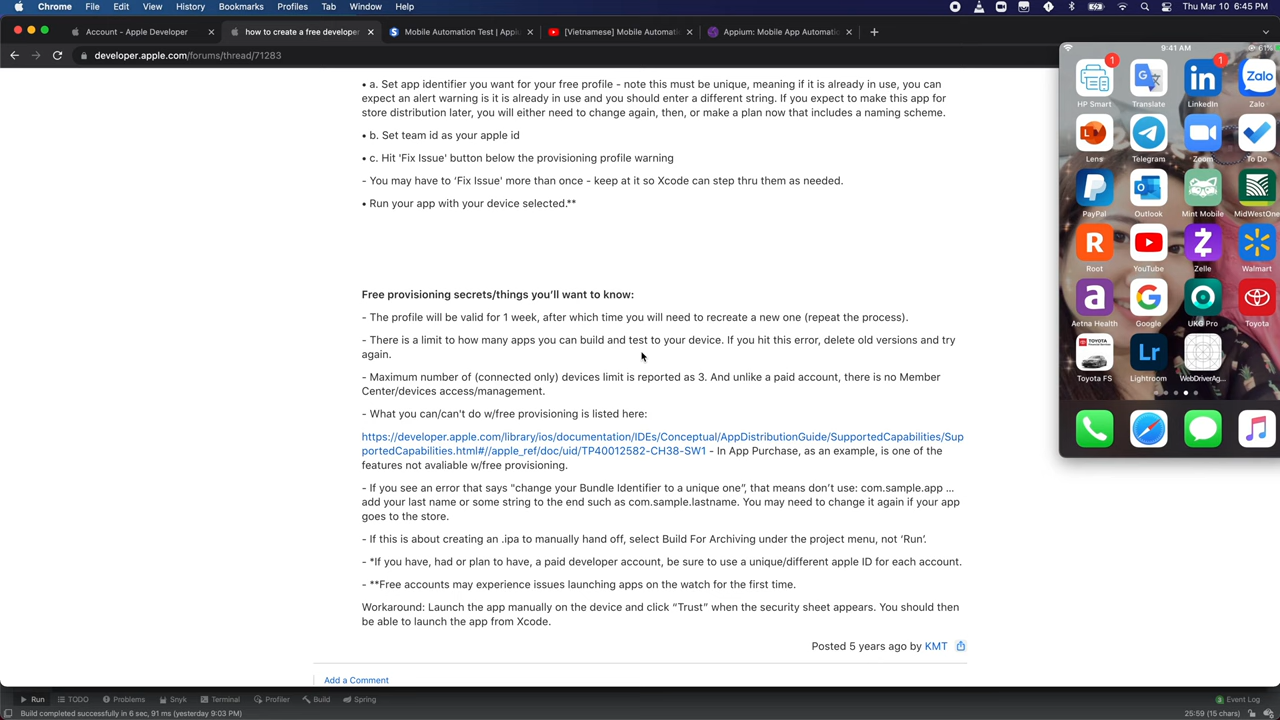 Chrome File Edit View History Bookmarks Profiles Tab Window Help Thu Mar 10 6:45 PM
Account - Apple Developer × how to create a free developer × Mobile Automation Test | Appiu × [Vietnamese] Mobile Automatic × Appium: Mobile App Automatio × +
developer.apple.com/forums/thread/71283
• a. Set app identifier you want for your free profile - note this must be unique, meaning if it is already in use, you can
expect an alert warning is it is already in use and you should enter a different string. If you expect to make this app for
store distribution later, you will either need to change again, then, or make a plan now that includes a naming scheme.
• b. Set team id as your apple id
• c. Hit 'Fix Issue' button below the provisioning profile warning
- You may have to 'Fix Issue' more than once - keep at it so Xcode can step thru them as needed.
• Run your app with your device selected.**
Free provisioning secrets/things you'll want to know:
- The profile will be valid for 1 week, after which time you will need to recreate a new one (repeat the process).
- There is a limit to how many apps you can build and test to your device. If you hit this error, delete old versions and try
again.
- Maximum number of (connected only) devices limit is reported as 3. And unlike a paid account, there is no Member
Center/devices access/management.
- What you can/can't do w/free provisioning is listed here:
https://developer.apple.com/library/ios/documentation/IDEs/Conceptual/AppDistributionGuide/SupportedCapabilities/Sup
portedCapabilities.html#//apple_ref/doc/uid/TP40012582-CH38-SW1 - In App Purchase, as an example, is one of the
features not avaliable w/free provisioning.
- If you see an error that says "change your Bundle Identifier to a unique one”, that means don’t use: com.sample.app ...
add your last name or some string to the end such as com.sample.lastname. You may need to change it again if your app
goes to the store.
- If this is about creating an .ipa to manually hand off, select Build For Archiving under the project menu, not ‘Run’.
- *If you have, had or plan to have, a paid developer account, be sure to use a unique/different apple ID for each account.
- **Free accounts may experience issues launching apps on the watch for the first time.
Workaround: Launch the app manually on the device and click “Trust” when the security sheet appears. You should then
be able to launch the app from Xcode.
Posted 5 years ago by KMT
Add a Comment
9:41 AM 61%
1 1
Zalo
HP Smart Translate LinkedIn Zalo
Lens Telegram Zoom To Do
PayPal Outlook Mint Mobile MidWestOne
Root YouTube Zelle Walmart
Aetna Health Google UKG Pro Toyota
Toyota FS Lightroom WebDriverAg...
Run TODO Problems Snyk Terminal Profiler Build Spring 3 Event Log
Build completed successfully in 6 sec, 91 ms (yesterday 9:03 PM) 25:59 (15 chars)